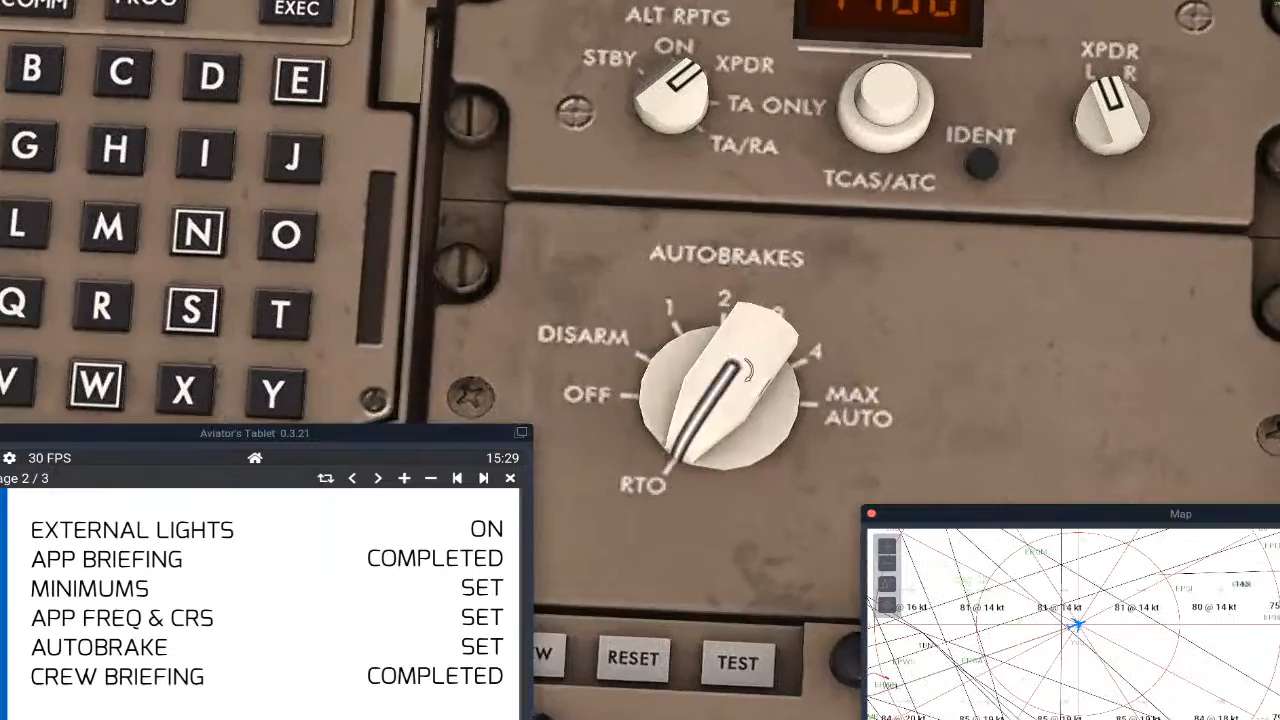 EXEC
B C D E
G H I J
L M N O
Q R S T
W X Y
ALT RPTG
STBY ON XPDR
TA ONLY
TA/RA
TCAS/ATC
IDENT
XPDR
L R
AUTOBRAKES
OFF DISARM 1 2 4 MAX
AUTO
RTO
RESET TEST
Aviator's Tablet 0.3.21
30 FPS 15:29
age 2 / 3
EXTERNAL LIGHTS ON
APP BRIEFING COMPLETED
MINIMUMS SET
APP FREQ & CRS SET
AUTOBRAKE SET
CREW BRIEFING COMPLETED
Map
@ 16 kt 81 @ 14 kt 81 @ 14 kt 81 @ 14 kt 80 @ 14 kt 75